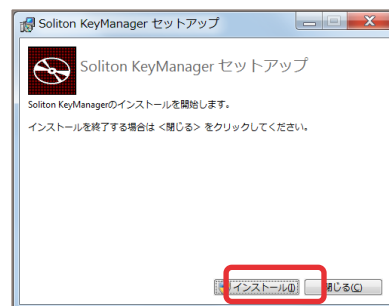 Soliton KeyManager セットアップ
Soliton KeyManager セットアップ
Soliton KeyManagerのインストールを開始します。
インストールを終了する場合は <閉じる> をクリックしてください。
インストール(I)
閉じる(C)